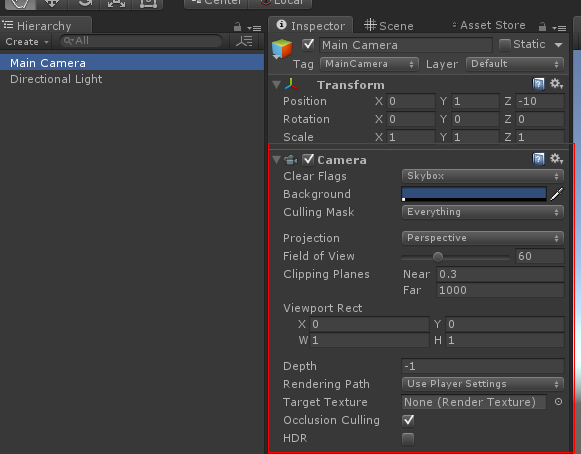 Center
Local
Hierarchy
Create
All
Main Camera
Directional Light
Inspector
Scene
Asset Store
Main Camera
Static
Tag MainCamera Layer Default
Transform
Position X 0 Y 1 Z -10
Rotation X 0 Y 0 Z 0
Scale X 1 Y 1 Z 1
Camera
Clear Flags Skybox
Background
Culling Mask Everything
Projection Perspective
Field of View 60
Clipping Planes Near 0.3
Far 1000
Viewport Rect
X 0 Y 0
W 1 H 1
Depth -1
Rendering Path Use Player Settings
Target Texture None (Render Texture)
Occlusion Culling
HDR